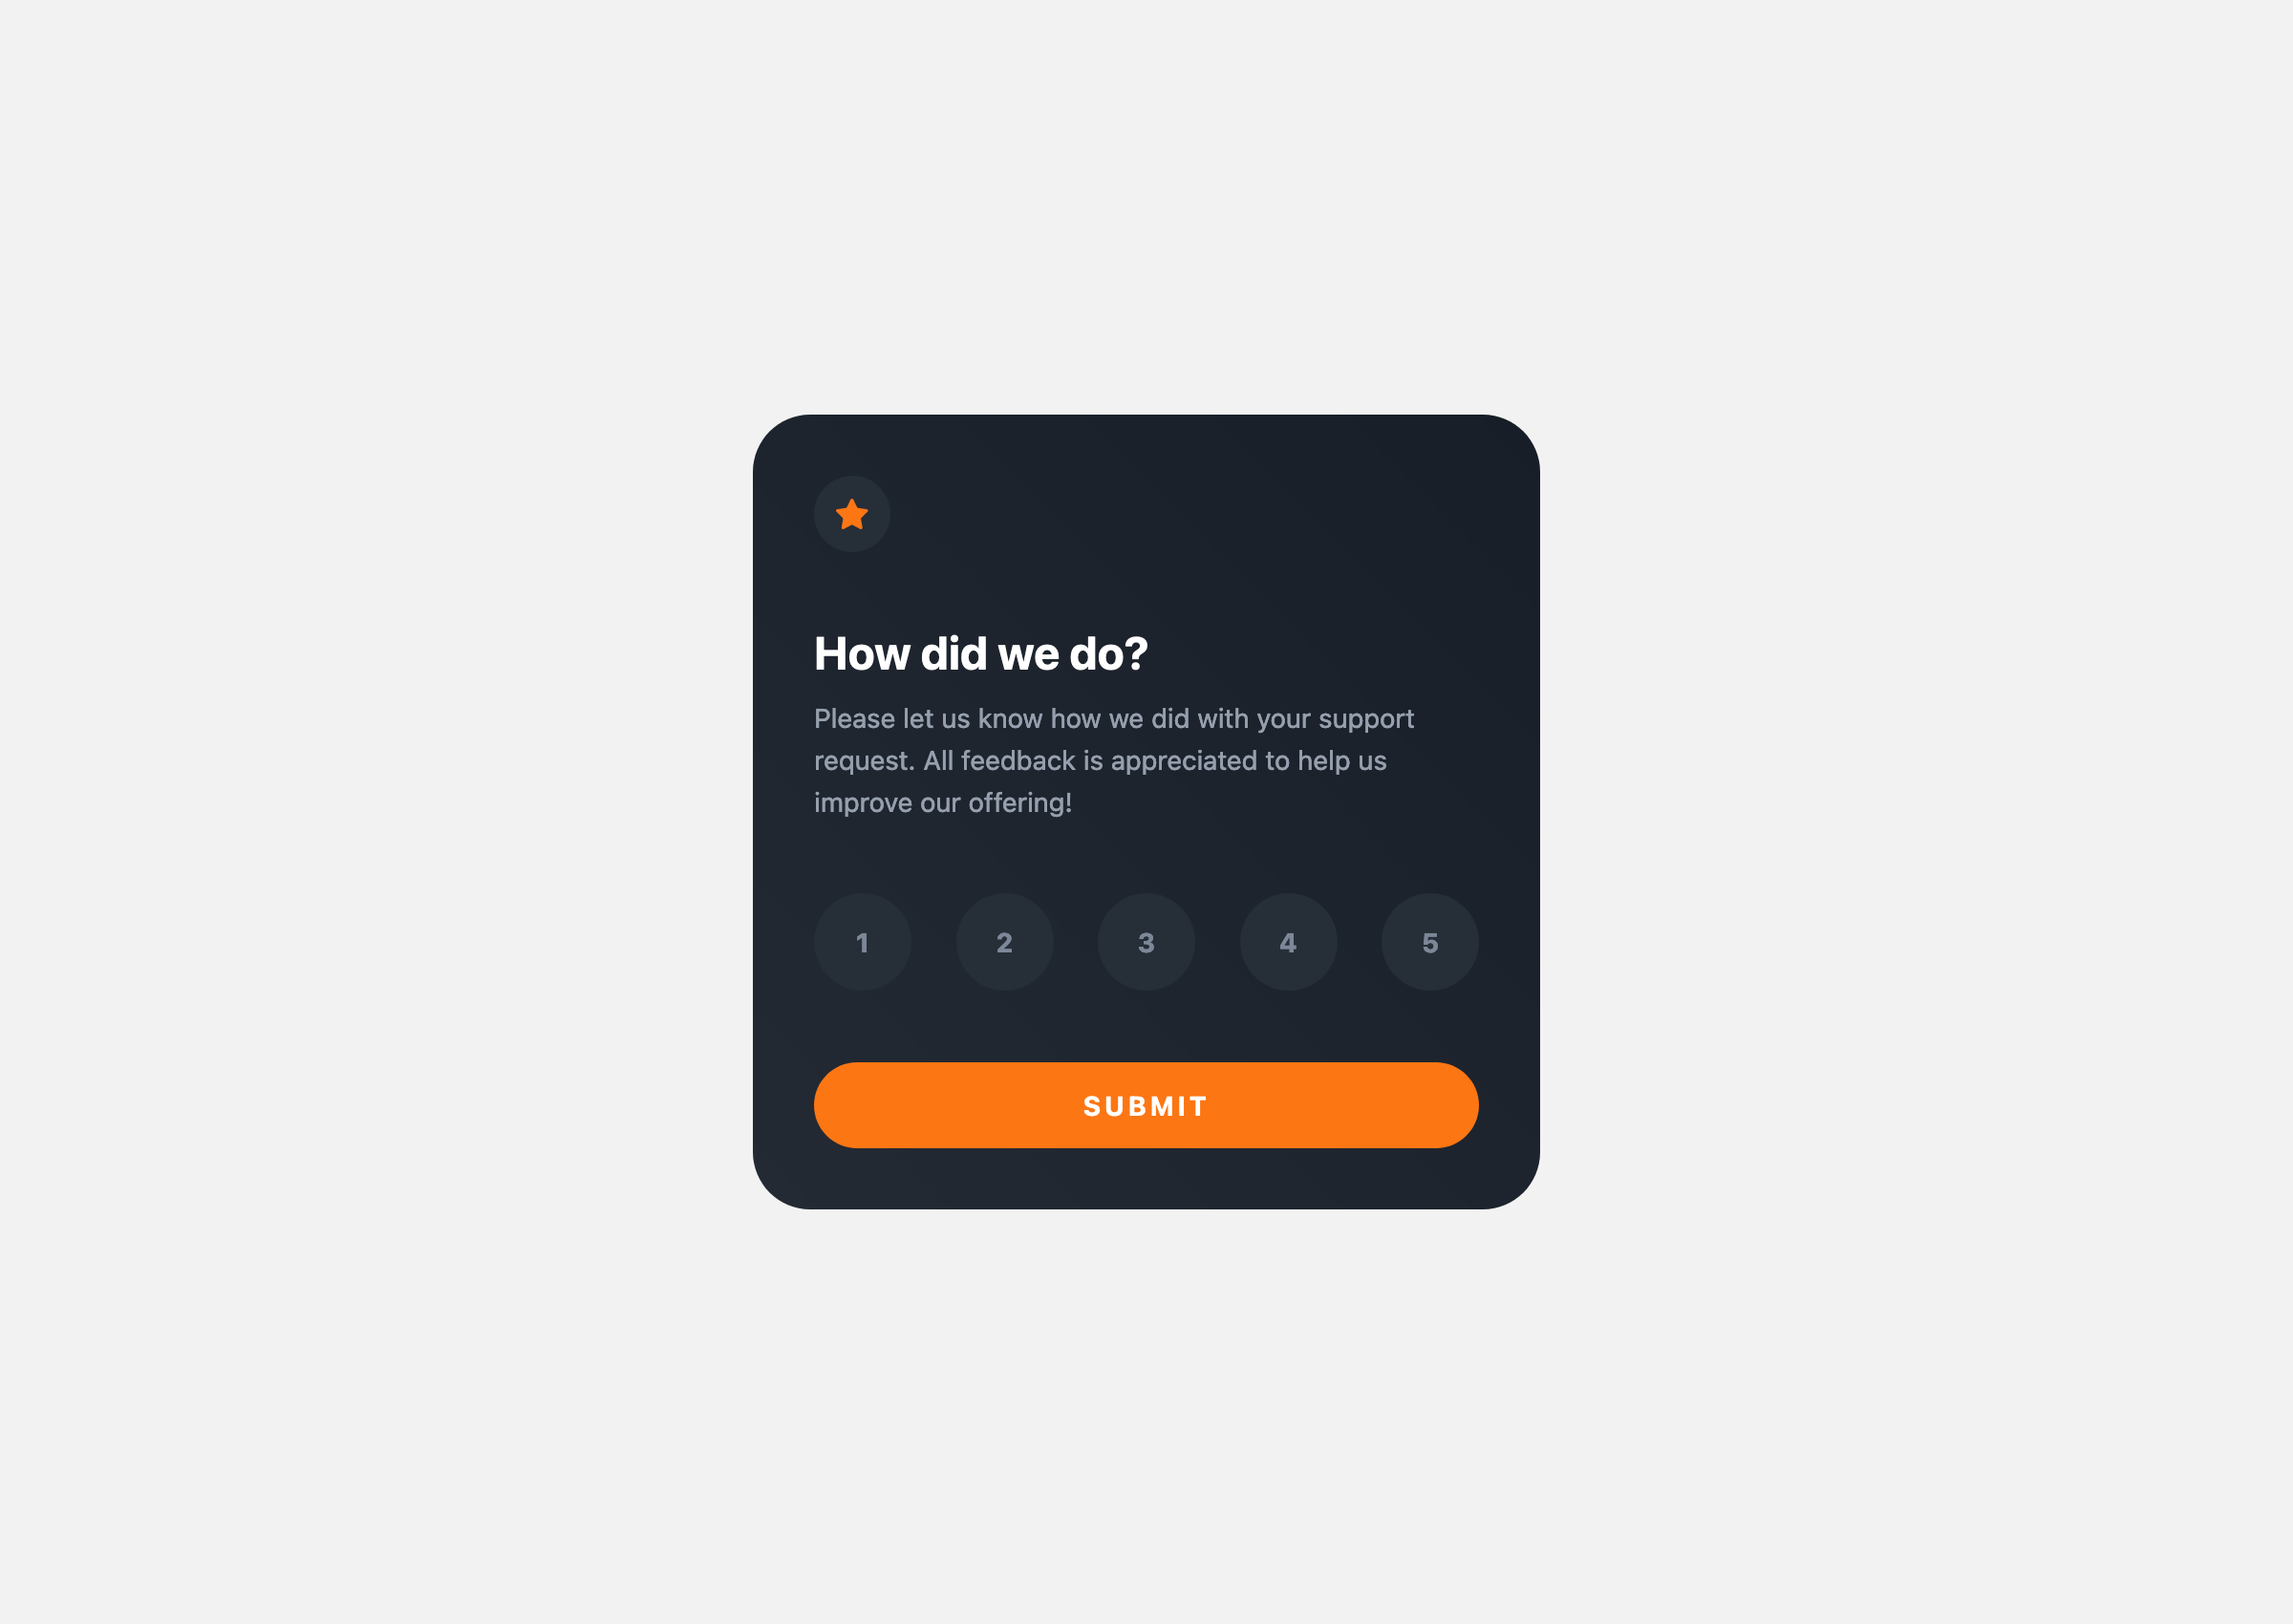 How did we do?
Please let us know how we did with your support
request. All feedback is appreciated to help us
improve our offering!
1 2 3 4 5
SUBMIT